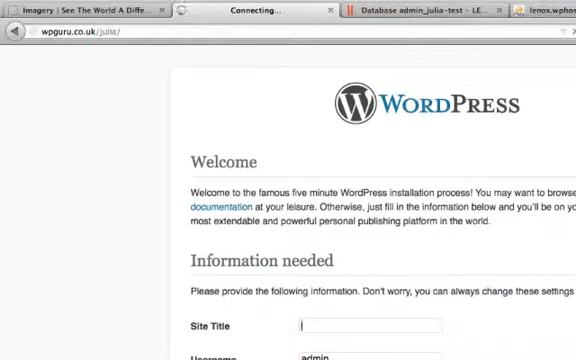 Imagery | See The World A Diffe...
Connecting...
Database admin_julia-test - LE...
lenox.wphos
wpguru.co.uk/julia/
WORDPRESS
Welcome
Welcome to the famous five minute WordPress installation process! You may want to browse
documentation at your leisure. Otherwise, just fill in the information below and you'll be on
most extendable and powerful personal publishing platform in the world.
Information needed
Please provide the following information. Don't worry, you can always change these settings
Site Title
Username
admin